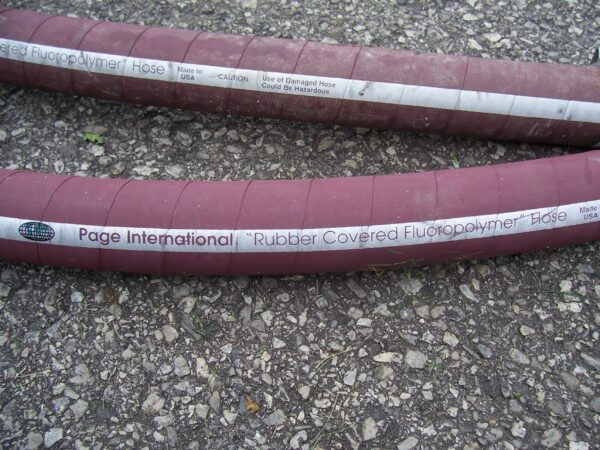 ered Fluoropolymer" Hose Made In USA CAUTION: Use of Damaged Hose Could Be Hazardous
Page International "Rubber Covered Fluoropolymer" Hose Made USA